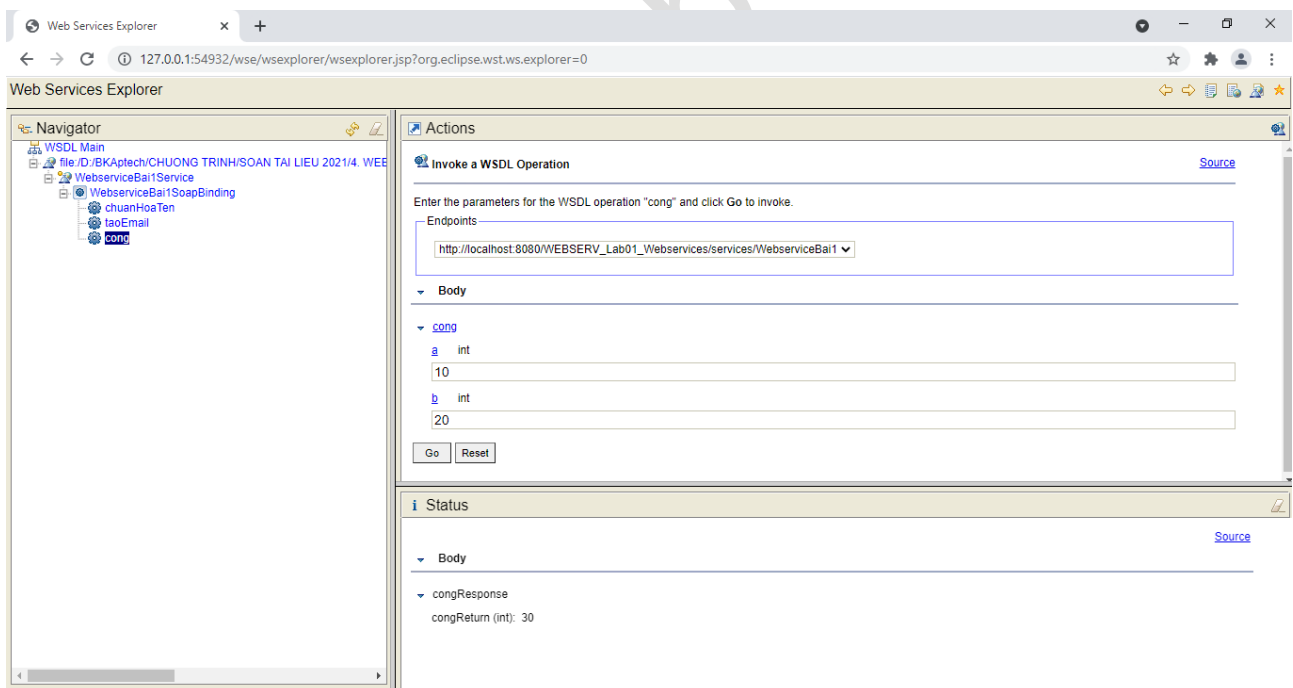 Web Services Explorer
127.0.0.1:54932/wse/wsexplorer/wsexplorer.jsp?org.eclipse.wst.ws.explorer=0
Web Services Explorer
Navigator
WSDL Main
file:/D:/BKAptech/CHUONG TRINH/SOAN TAI LIEU 2021/4. WEB
WebserviceBai1Service
WebserviceBai1SoapBinding
chuanHoaTen
taoEmail
cong
Actions
Invoke a WSDL Operation
Source
Enter the parameters for the WSDL operation "cong" and click Go to invoke.
Endpoints
http://localhost:8080/WEBSERV_Lab01_Webservices/services/WebserviceBai1
Body
cong
a int
10
b int
20
Go Reset
i Status
Source
Body
congResponse
congReturn (int): 30